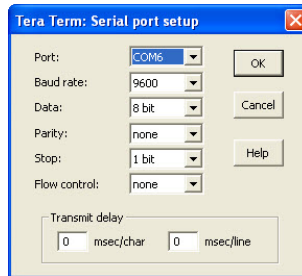 Tera Term: Serial port setup
Port: COM6 OK
Baud rate: 9600
Data: 8 bit Cancel
Parity: none
Stop: 1 bit Help
Flow control: none
Transmit delay
0 msec/char 0 msec/line